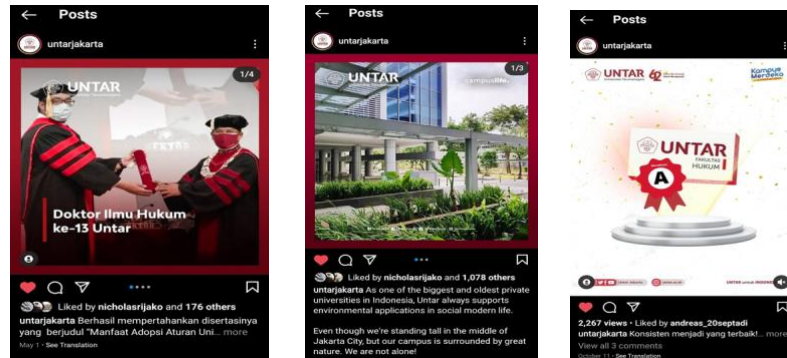 ← Posts
untarjakarta
1/4
UNTAR
Doktor Ilmu Hukum
ke-13 Untar
Liked by nicholasrijako and 176 others
untarjakarta Berhasil mempertahankan disertasinya
yang berjudul "Manfaat Adopsi Aturan Uni... more
May 1 • See Translation
← Posts
untarjakarta
1/3
UNTAR
campuslife
Liked by nicholasrijako and 1,078 others
untarjakarta As one of the biggest and oldest private
universities in Indonesia, Untar always supports
environmental applications in social modern life.
Even though we're standing tall in the middle of
Jakarta City, but our campus is surrounded by great
nature. We are not alone!
← Posts
untarjakarta
UNTAR 62
Kampus
Merdeka
UNTAR
FAKULTAS
HUKUM
A
UNTAR untuk INDONESIA
2,267 views • Liked by andreas_20septadi
untarjakarta Konsisten menjadi yang terbaik!... more
View all 3 comments
October 11 • See Translation